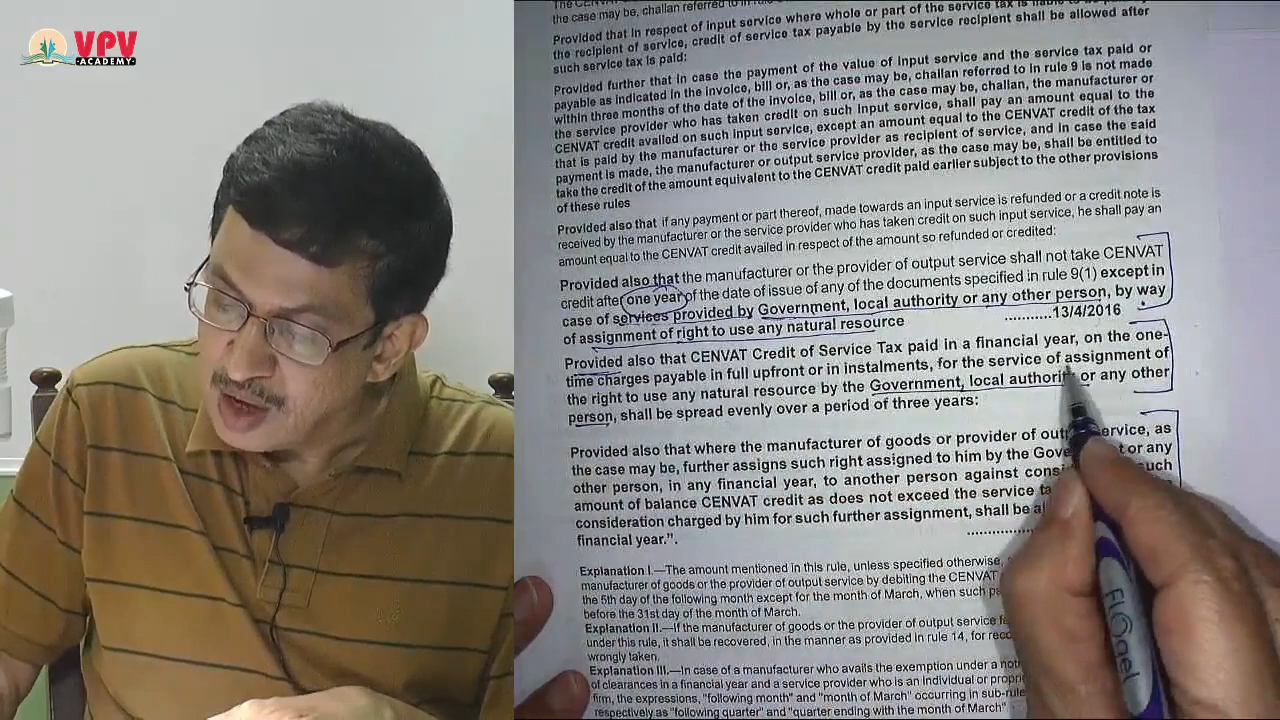 VPV
ACADEMY
the case may be, challan referred to in
Provided that in respect of input service where whole or part of the service tax is liable to be
the recipient of service, credit of service tax payable by the service recipient shall be allowed after
such service tax is paid:
Provided further that in case the payment of the value of input service and the service tax paid or
payable as indicated in the invoice, bill or, as the case may be, challan referred to in rule 9 is not made
within three months of the date of the invoice, bill or, as the case may be, challan, the manufacturer or
the service provider who has taken credit on such input service, shall pay an amount equal to the
CENVAT credit availed on such input service, except an amount equal to the CENVAT credit of the tax
that is paid by the manufacturer or the service provider as recipient of service, and in case the said
payment is made, the manufacturer or output service provider, as the case may be, shall be entitled to
take the credit of the amount equivalent to the CENVAT credit paid earlier subject to the other provisions
of these rules
Provided also that if any payment or part thereof, made towards an input service is refunded or a credit note is
received by the manufacturer or the service provider who has taken credit on such input service, he shall pay an
amount equal to the CENVAT credit availed in respect of the amount so refunded or credited:
Provided also that the manufacturer or the provider of output service shall not take CENVAT
credit after one year of the date of issue of any of the documents specified in rule 9(1) except in
case of services provided by Government, local authority or any other person, by way
of assignment of right to use any natural resource ...........13/4/2016
Provided also that CENVAT Credit of Service Tax paid in a financial year, on the one-
time charges payable in full upfront or in instalments, for the service of assignment of
the right to use any natural resource by the Government, local authority or any other
person, shall be spread evenly over a period of three years:
Provided also that where the manufacturer of goods or provider of output service, as
the case may be, further assigns such right assigned to him by the or any
other person, in any financial year, to another person against such
amount of balance CENVAT credit as does not exceed the service
consideration charged by him for such further assignment, shall be
financial year.".
Explanation I.—The amount mentioned in this rule, unless specified otherwise,
manufacturer of goods or the provider of output service by debiting the CENVAT
the 5th day of the following month except for the month of March, when such
before the 31st day of the month of March.
Explanation II.—If the manufacturer of goods or the provider of output service
under this rule, it shall be recovered, in the manner as provided in rule 14, for
wrongly taken.
Explanation III.—In case of a manufacturer who avails the exemption under a
of clearances in a financial year and a service provider who is an individual or
firm, the expressions, "following month" and "month of March" occurring in
respectively as "following quarter" and "quarter ending with the month of March"
FLOgel